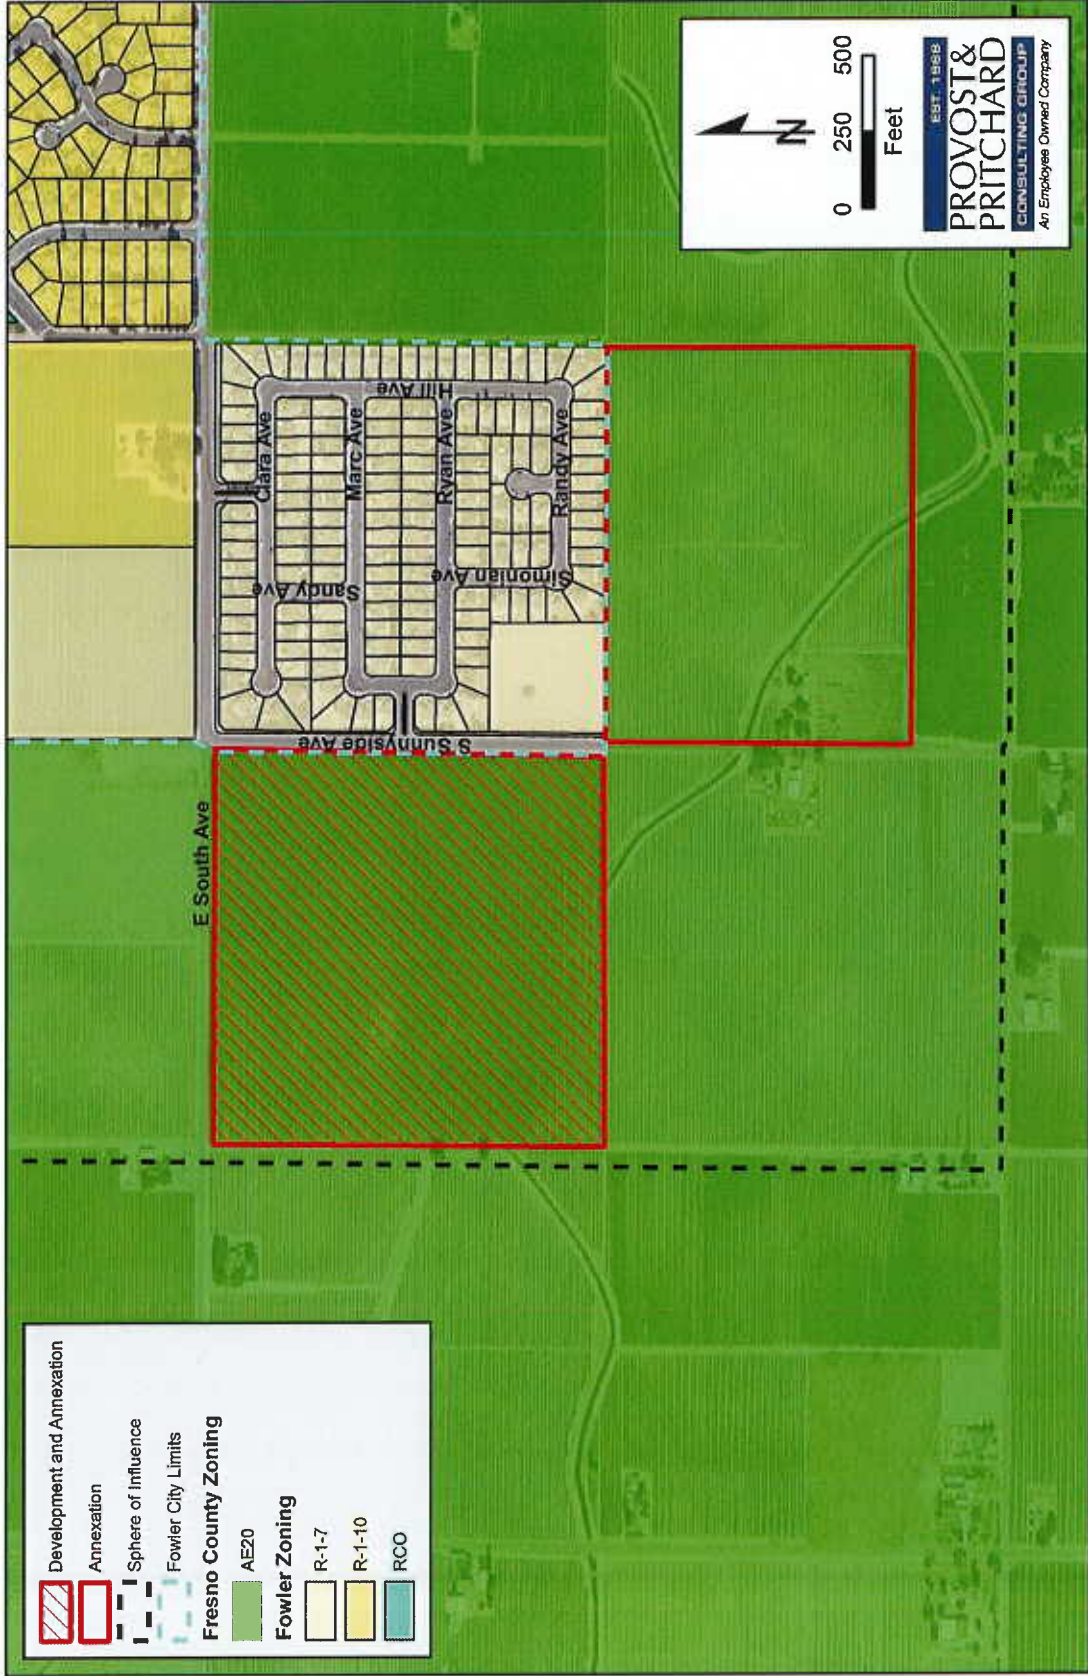 Development and Annexation
Annexation
Sphere of Influence
Fowler City Limits
Fresno County Zoning
AE20
Fowler Zoning
R-1-7
R-1-10
RCO
E South Ave
S Sunnyside Ave
Clara Ave
Sandy Ave
Marc Ave
Hill Ave
Ryan Ave
Simonian Ave
Randy Ave
N
0 250 500
Feet
EST. 1968
PROVOST&
PRITCHARD
CONSULTING GROUP
An Employee Owned Company